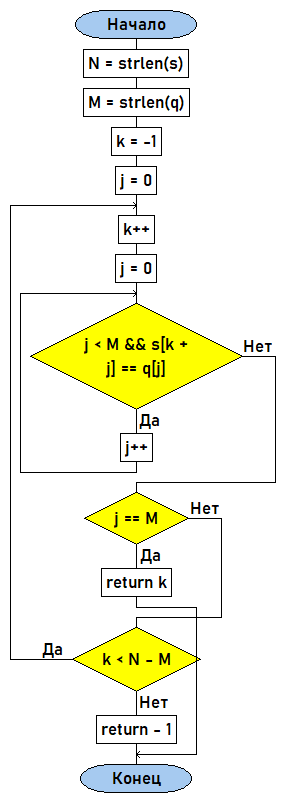 Начало
N = strlen(s)
M = strlen(q)
k = -1
j = 0
k++
j = 0
j < M && s[k +
j] == q[j]
Нет
Да
j++
j == M
Нет
Да
return k
k < N - M
Да
Нет
return - 1
Конец